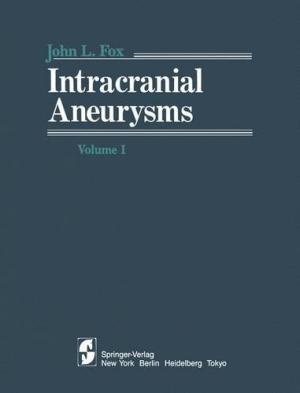 John L. Fox
Intracranial
Aneurysms
Volume I
Springer-Verlag
New York Berlin Heidelberg Tokyo